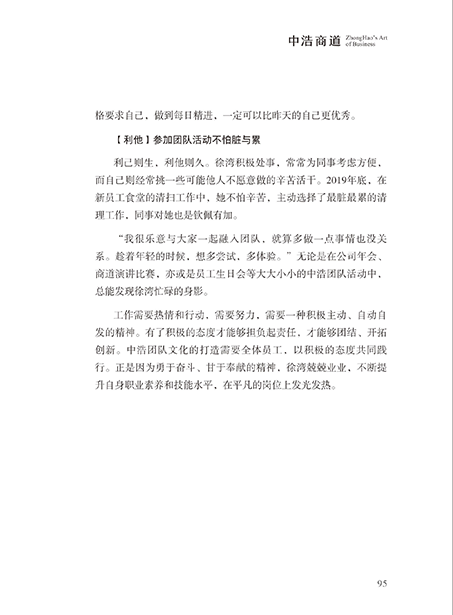 中浩商道 ZhongHao's Art
of Business
格要求自己，做到每日精进，一定可以比昨天的自己更优秀。
【利他】参加团队活动不怕脏与累
利己则生，利他则久。徐湾积极处事，常常为同事考虑方便，
而自己则经常挑一些可能他人不愿意做的辛苦活干。2019年底，在
新员工食堂的清扫工作中，她不怕辛苦，主动选择了最脏最累的清
理工作，同事对她也是钦佩有加。
“我很乐意与大家一起融入团队，就算多做一点事情也没关
系。趁着年轻的时候，想多尝试，多体验。”无论是在公司年会、
商道演讲比赛，亦或是员工生日会等大大小小的中浩团队活动中，
总能发现徐湾忙碌的身影。
工作需要热情和行动，需要努力，需要一种积极主动、自动自
发的精神。有了积极的态度才能够担负起责任，才能够团结、开拓
创新。中浩团队文化的打造需要全体员工，以积极的态度共同践
行。正是因为勇于奋斗、甘于奉献的精神，徐湾兢兢业业，不断提
升自身职业素养和技能水平，在平凡的岗位上发光发热。
95